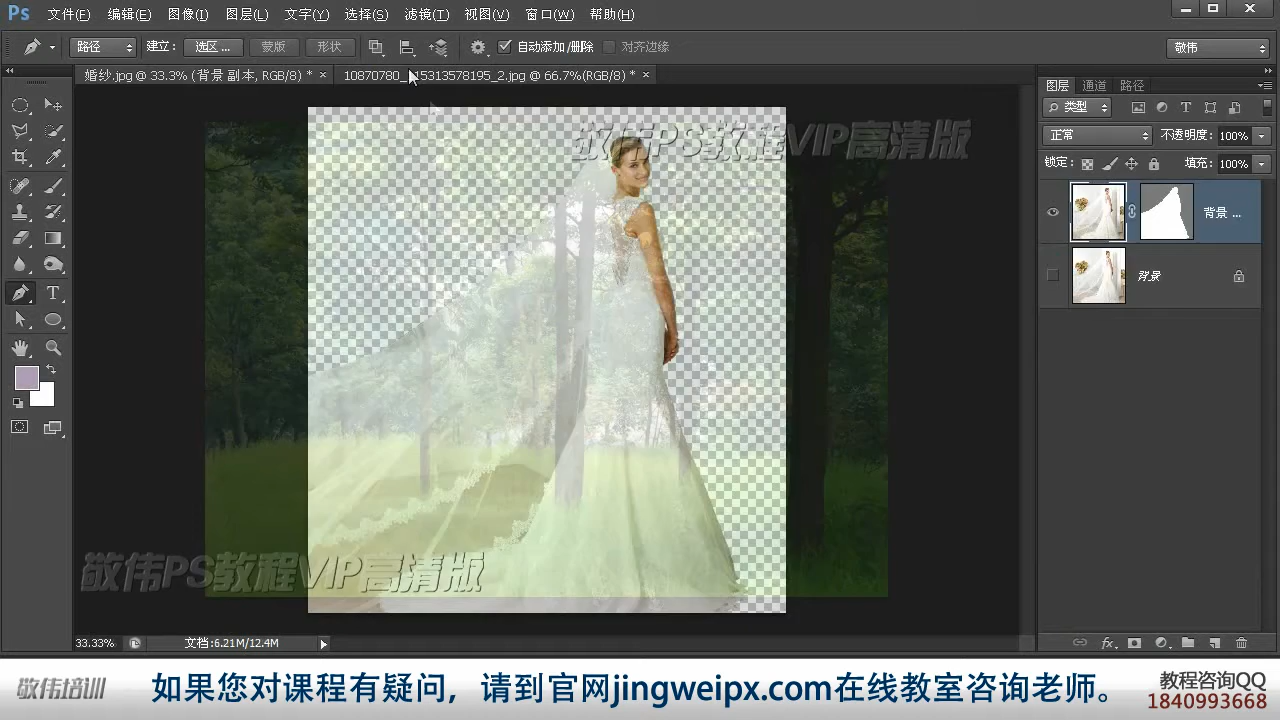 Ps 文件(F) 编辑(E) 图像(I) 图层(L) 文字(Y) 选择(S) 滤镜(T) 视图(V) 窗口(W) 帮助(H)
路径 建立: 选区 ... 蒙版 形状 自动添加/删除 对齐边缘 敬伟
婚纱.jpg @ 33.3% (背景 副本, RGB/8) * × _2.jpg @ 66.7%(RGB/8) * ×
图层 通道 路径
类型
正常 不透明度: 100%
锁定: 填充: 100%
敬伟PS教程VIP高清版
背景 ...
背景
敬伟PS教程VIP高清版
33.33% 文档:6.21M/12.4M
敬伟培训 如果您对课程有疑问，请到官网jingweipx.com在线教室咨询老师。
教程咨询QQ
1840993668